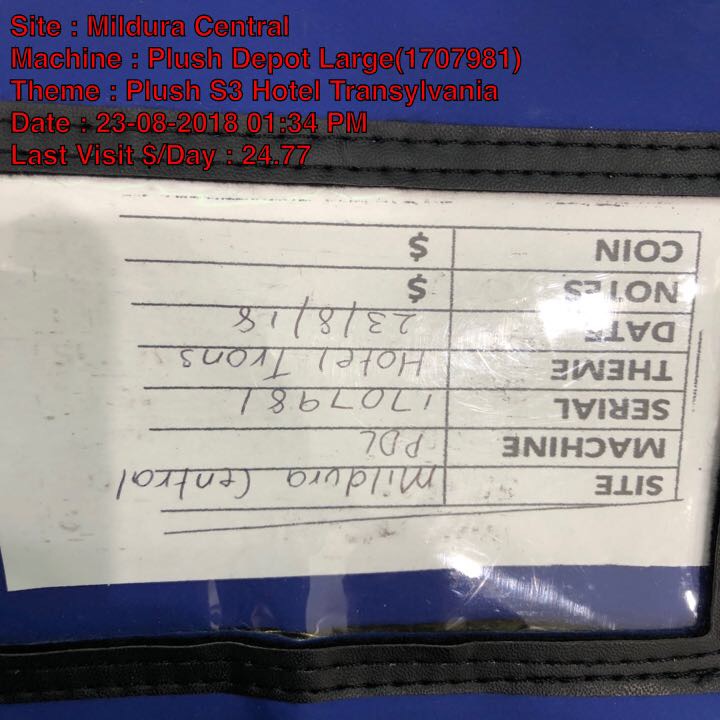 Site : Mildura Central
Machine : Plush Depot Large(1707981)
Theme : Plush S3 Hotel Transylvania
Date : 23-08-2018 01:34 PM
Last Visit $/Day : 24.77
SITE Mildura Central
MACHINE PDL
SERIAL 1707981
THEME Hotel Trans
DATE 23/8/18
NOTES $
COIN $